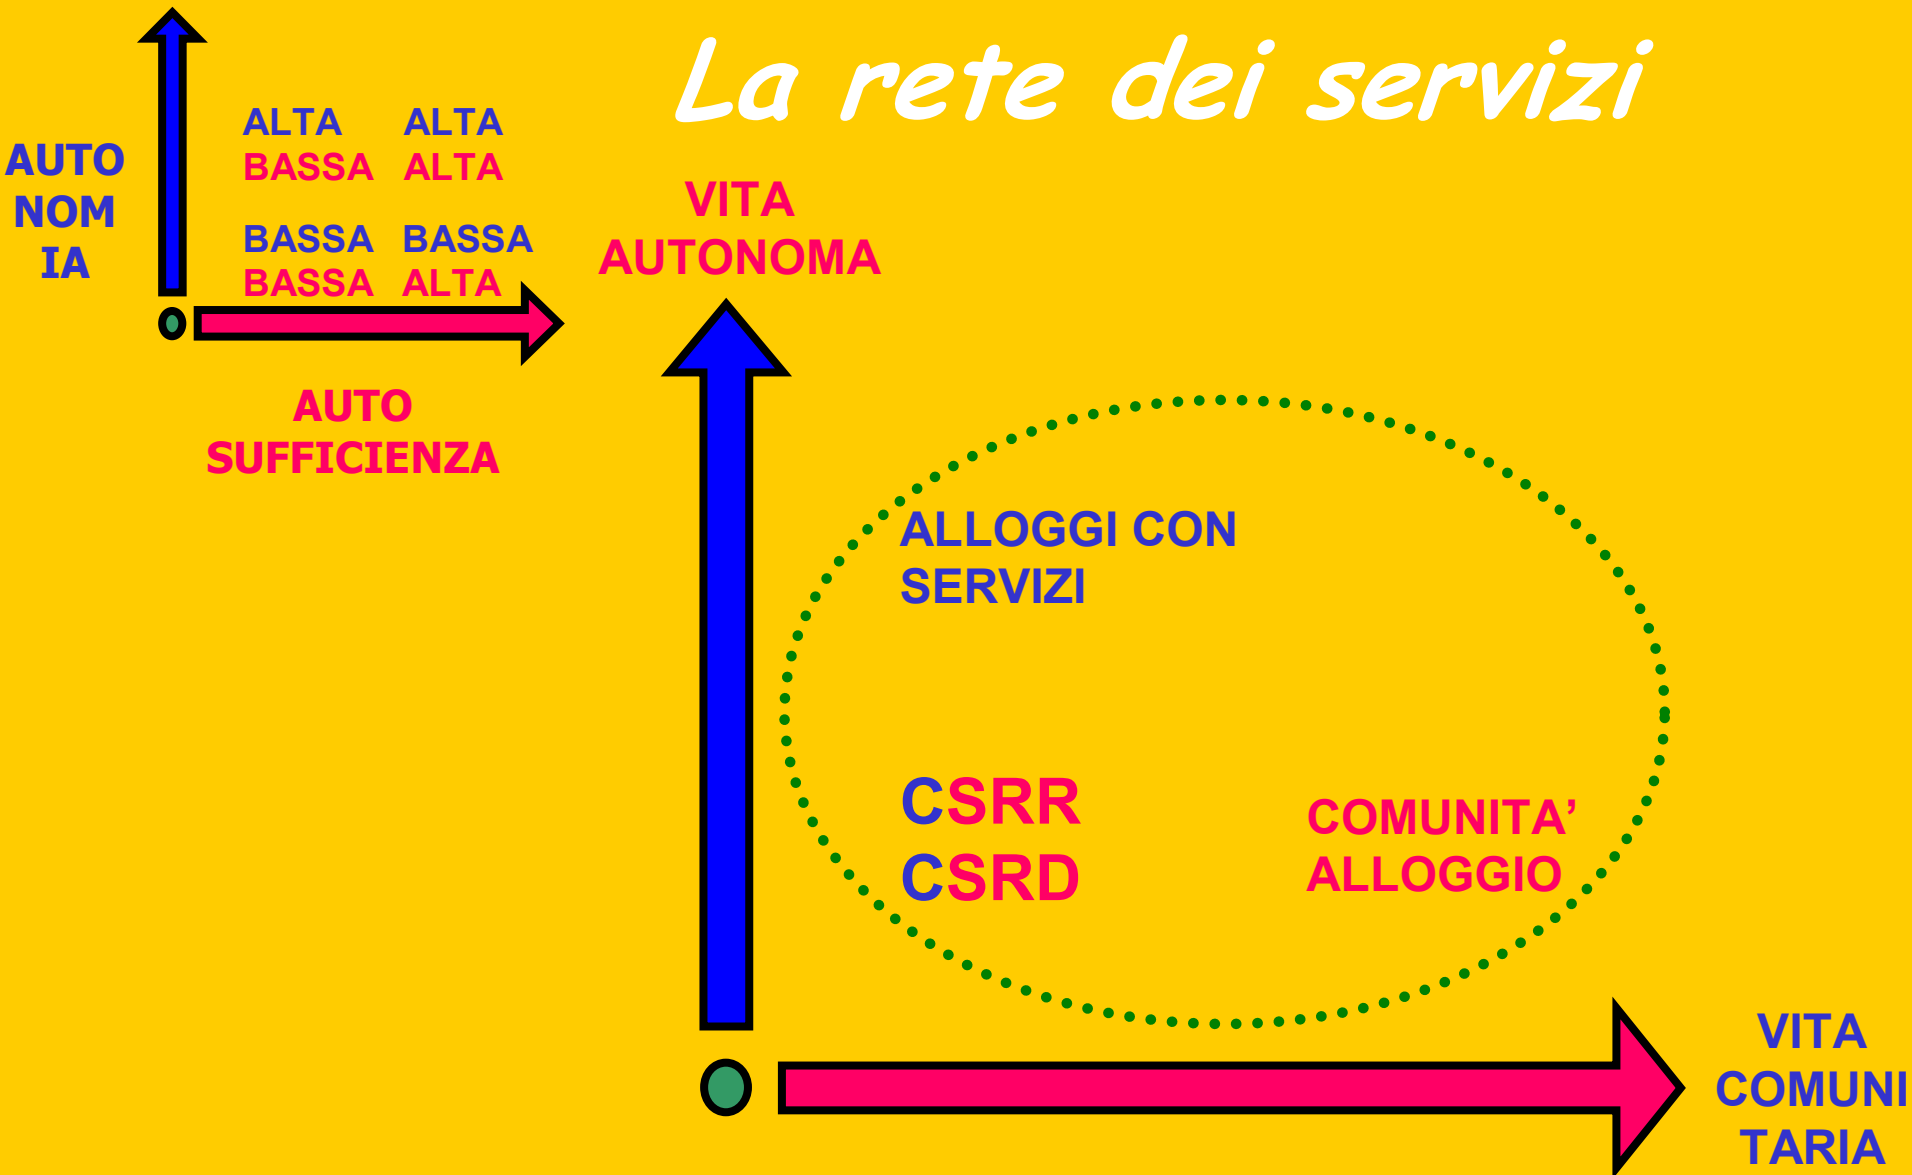 La rete dei servizi
AUTO
NOM
IA
ALTA ALTA
BASSA ALTA
BASSA BASSA
BASSA ALTA
AUTO
SUFFICIENZA
VITA
AUTONOMA
ALLOGGI CON
SERVIZI
CSRR
CSRD
COMUNITA’
ALLOGGIO
VITA
COMUNI
TARIA